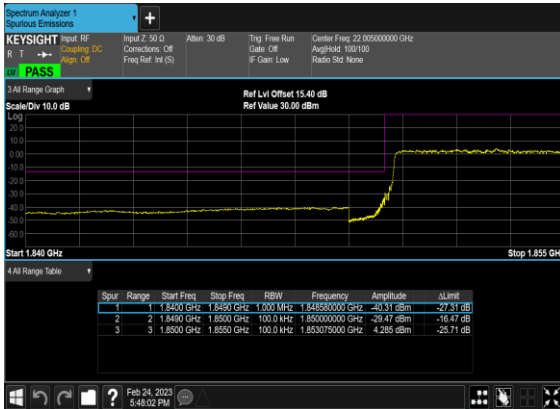 Spectrum Analyzer 1
Spurious Emissions
+
KEYSIGHT Input: RF Input Z: 50 Ω Atten: 30 dB Trig: Free Run Center Freq: 22.005000000 GHz
R T Coupling: DC Corrections: Off Gate: Off Avg|Hold: 100/100
Align: Off Freq Ref: Int (S) IF Gain: Low Radio Std: None
PASS
3 All Range Graph Ref Lvl Offset 15.40 dB
Scale/Div 10.0 dB Ref Value 30.00 dBm
Log
20.0
10.0
0.00
-10.0
-20.0
-30.0
-40.0
-50.0
-60.0
Start 1.840 GHz Stop 1.855 GH
4 All Range Table
Spur Range Start Freq Stop Freq RBW Frequency Amplitude ΔLimit
1 1 1.8400 GHz 1.8490 GHz 1.000 MHz 1.848580000 GHz -40.31 dBm -27.31 dB
2 2 1.8490 GHz 1.8500 GHz 100.0 kHz 1.850000000 GHz -29.47 dBm -16.47 dB
3 3 1.8500 GHz 1.8550 GHz 100.0 kHz 1.853075000 GHz 4.285 dBm -25.71 dB
? Feb 24, 2023
5:48:02 PM